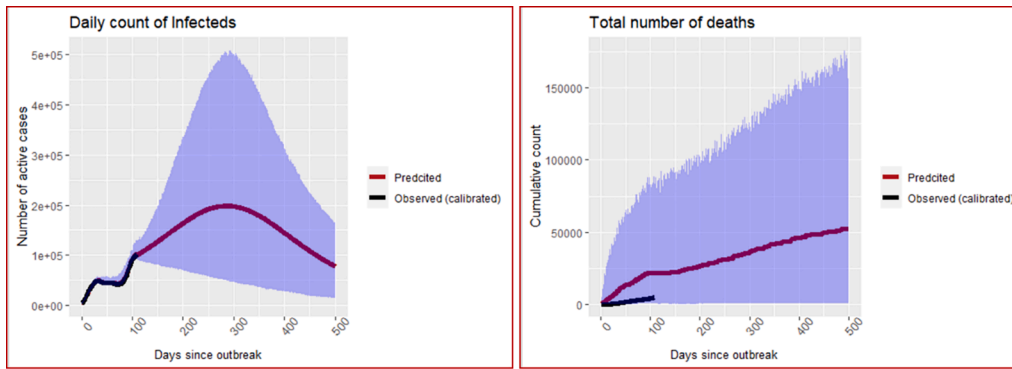 Daily count of Infecteds
Number of active cases
5e+05
4e+05
3e+05
2e+05
1e+05
0e+00
0
100
200
300
400
500
Days since outbreak
Predcited
Observed (calibrated)
Total number of deaths
Cumulative count
150000
100000
50000
0
0
100
200
300
400
500
Days since outbreak
Predcited
Observed (calibrated)